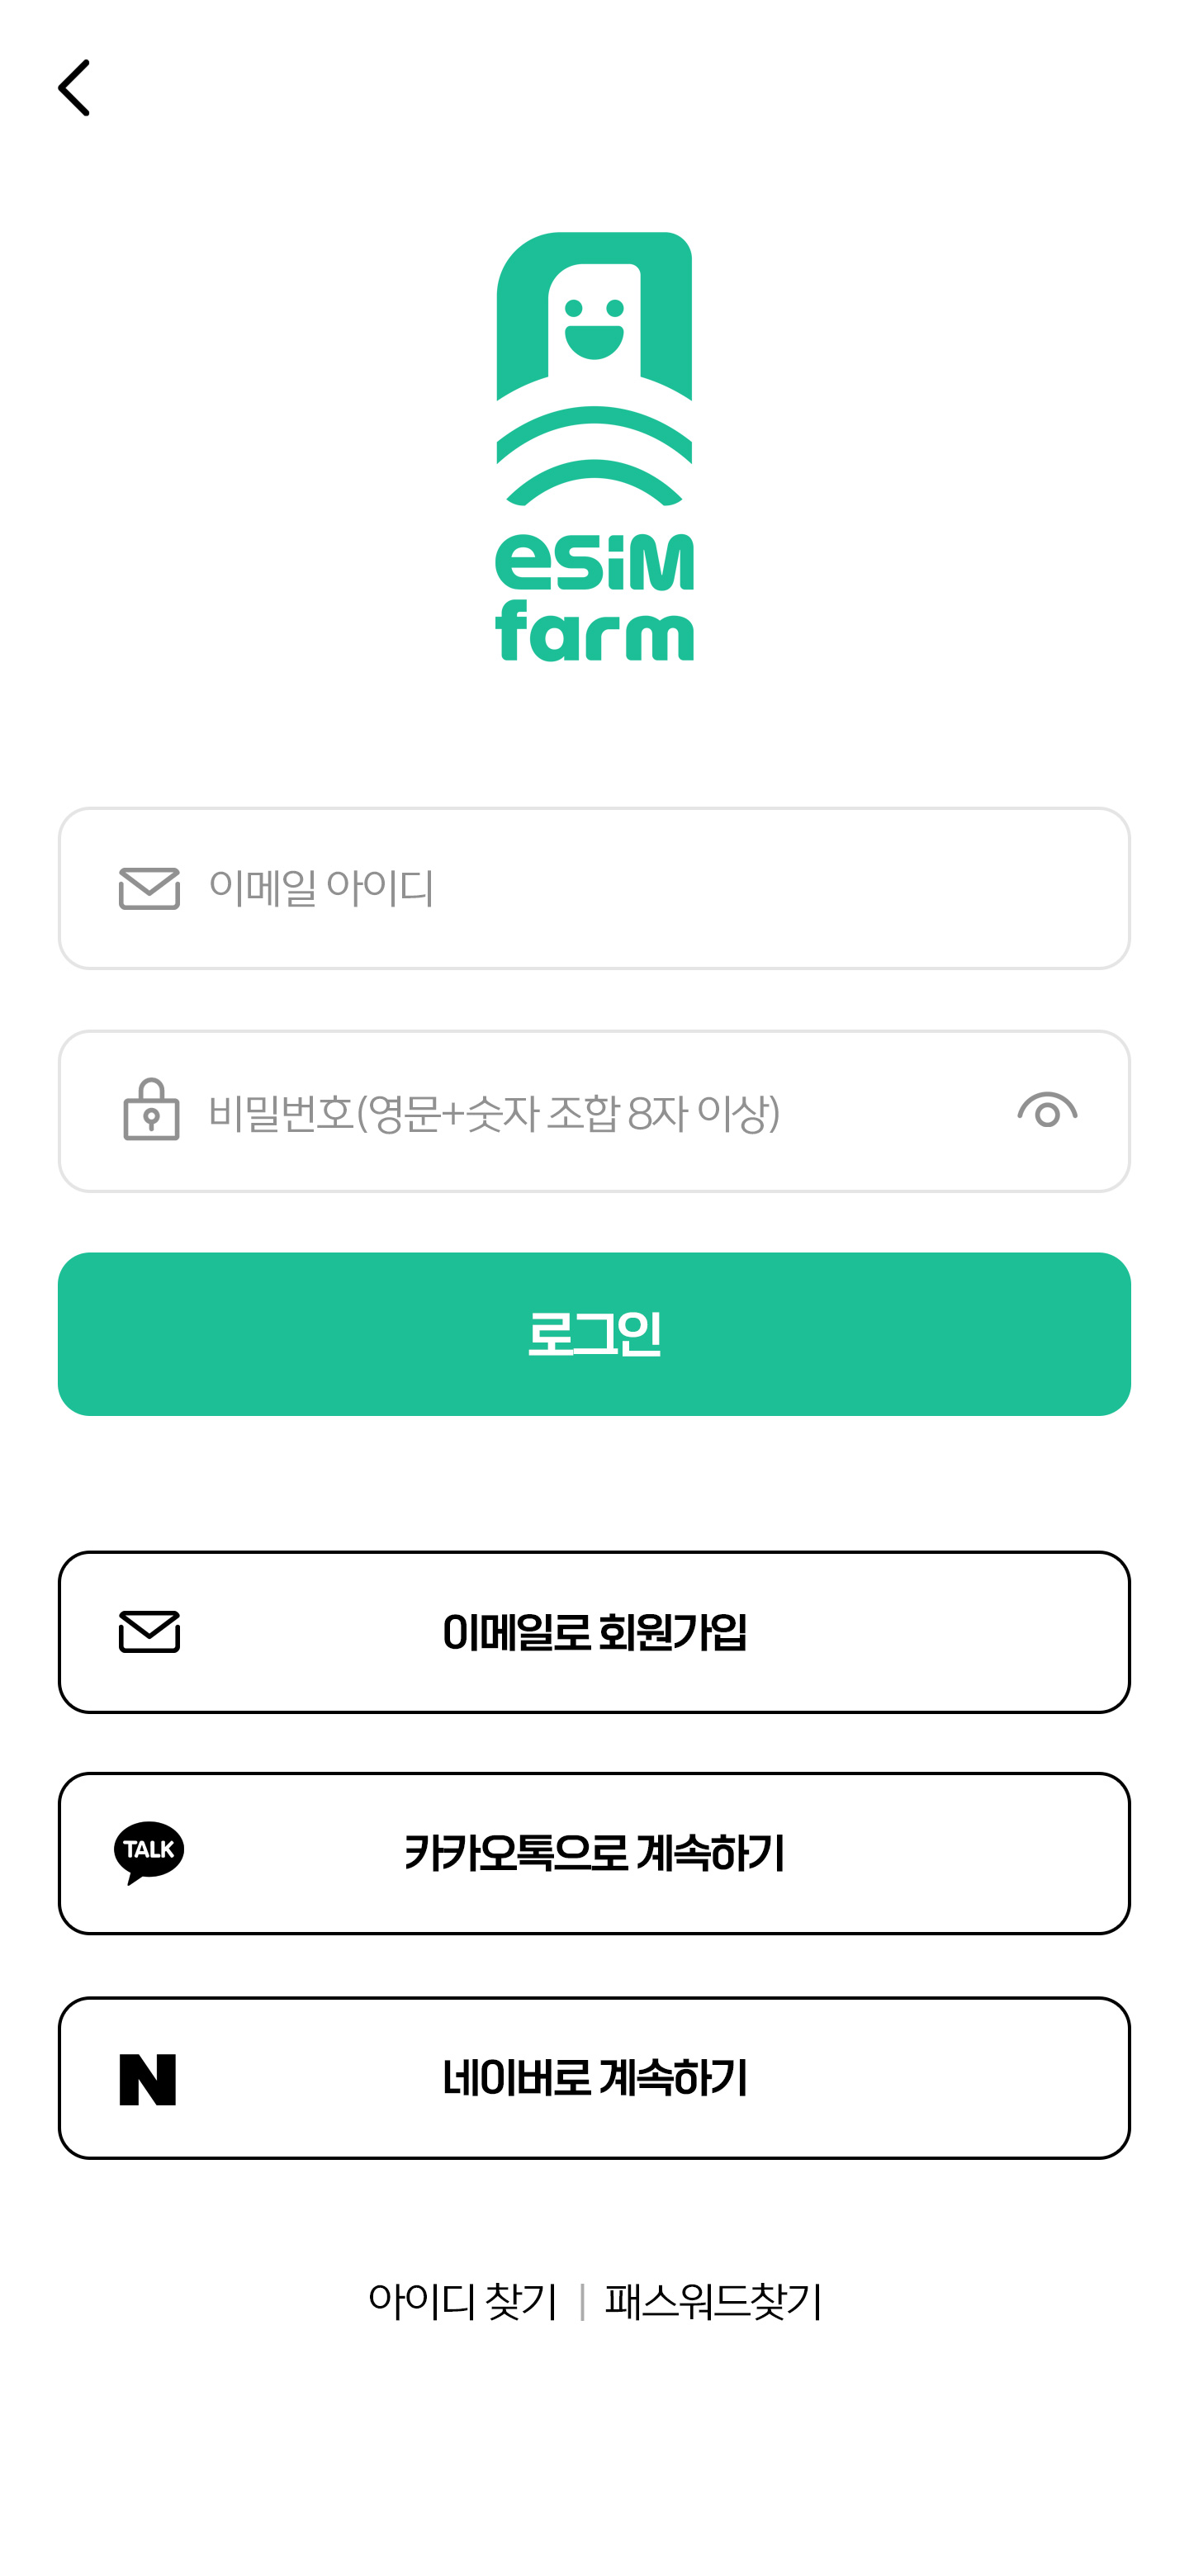 esiM
farm
이메일 아이디
비밀번호(영문+숫자 조합 8자 이상)
로그인
이메일로 회원가입
TALK
카카오톡으로 계속하기
N
네이버로 계속하기
아이디 찾기 | 패스워드찾기